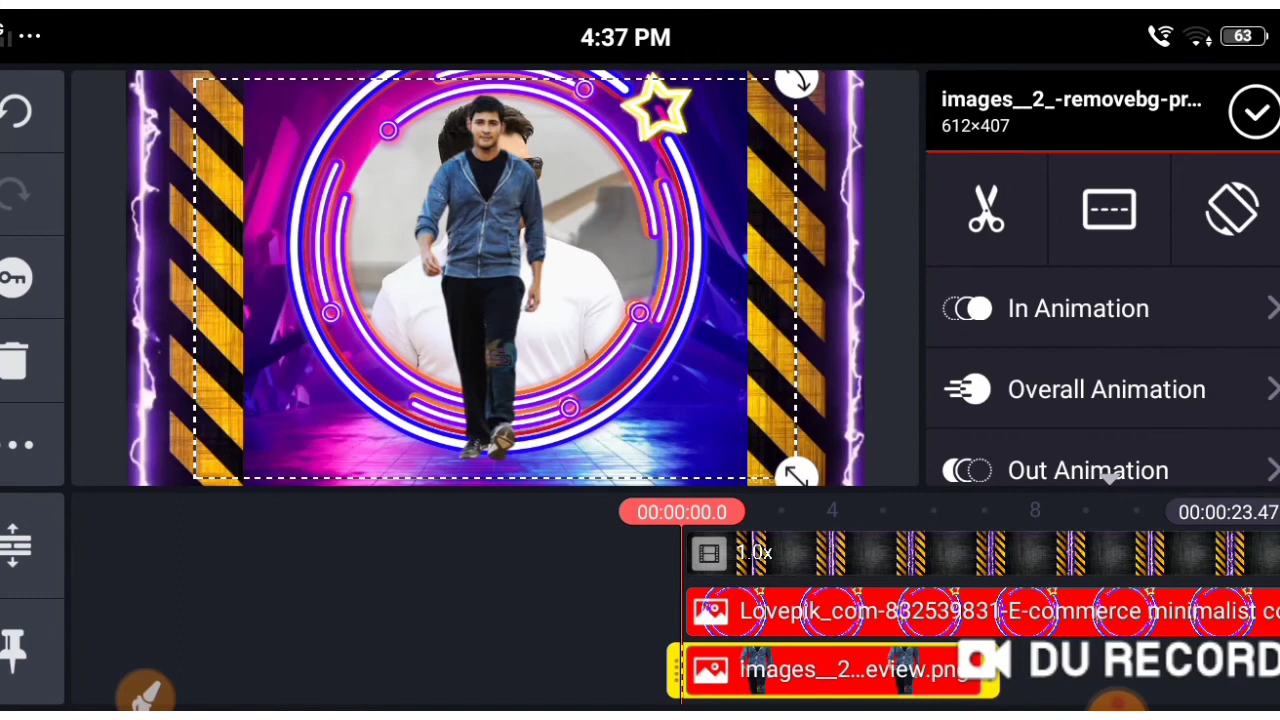 4:37 PM
63
images__2_-removebg-pr...
612×407
In Animation
Overall Animation
Out Animation
00:00:00.0
4
8
00:00:23.47
1.0x
Lovepik_com-832539831-E-commerce minimalist co
images__2...eview.png
DU RECORD